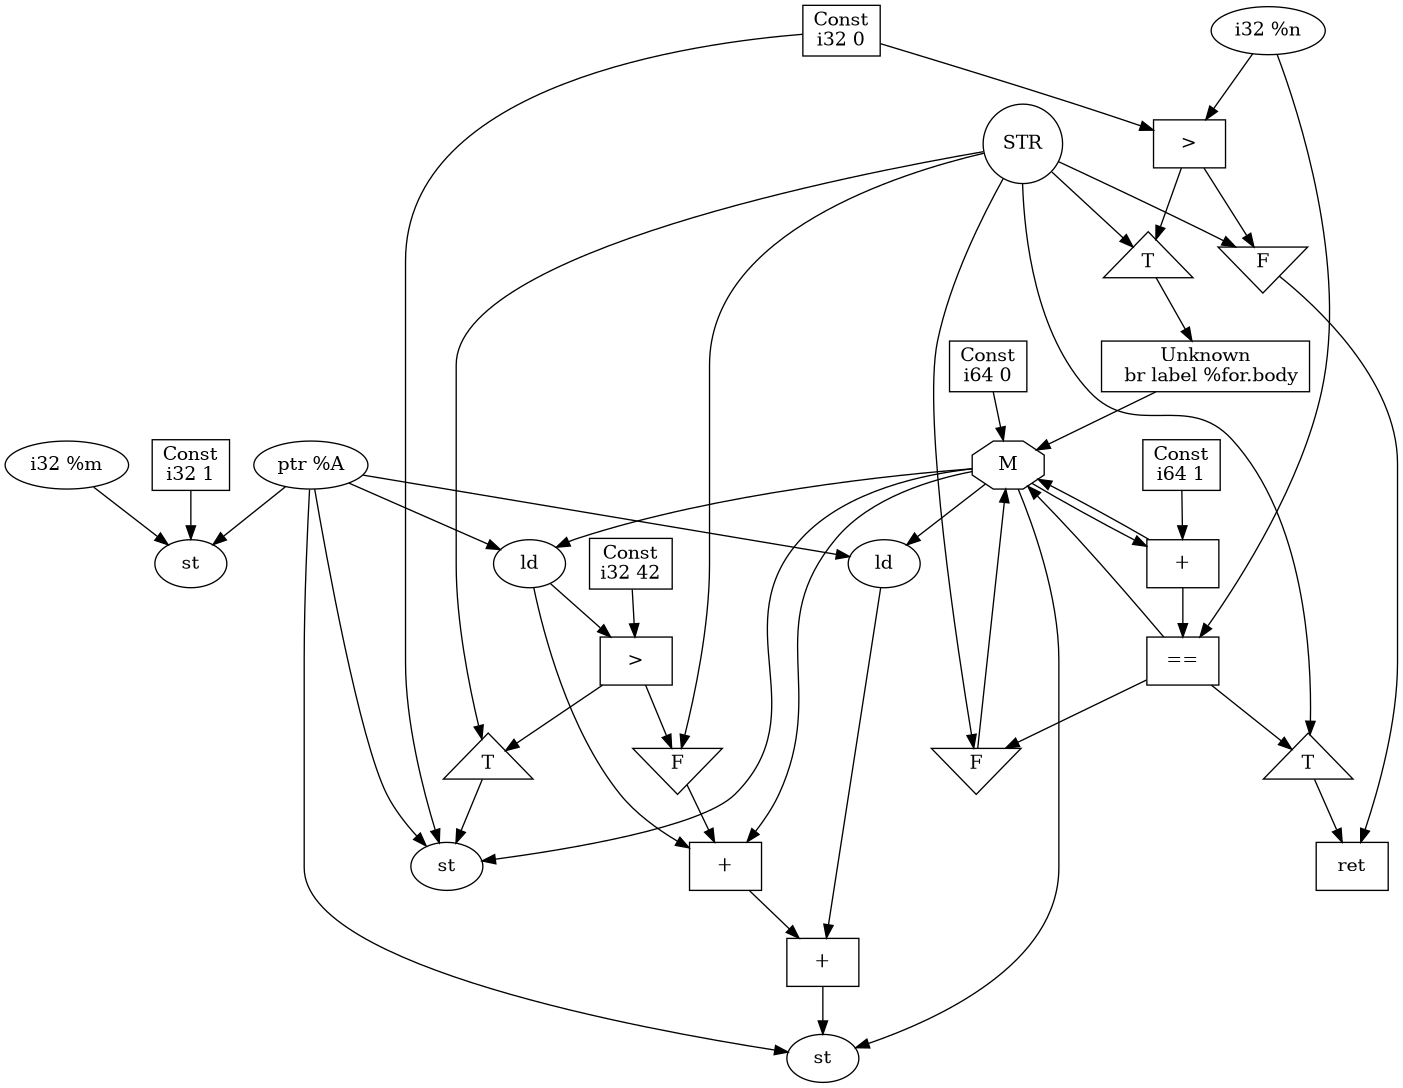 Const
i32 0
i32 %n
STR
>
T
F
Const
i64 0
Unknown
br label %for.body
i32 %m
Const
i32 1
ptr %A
M
Const
i64 1
st
ld
Const
i32 42
ld
+
>
==
T
F
F
T
st
+
ret
+
st